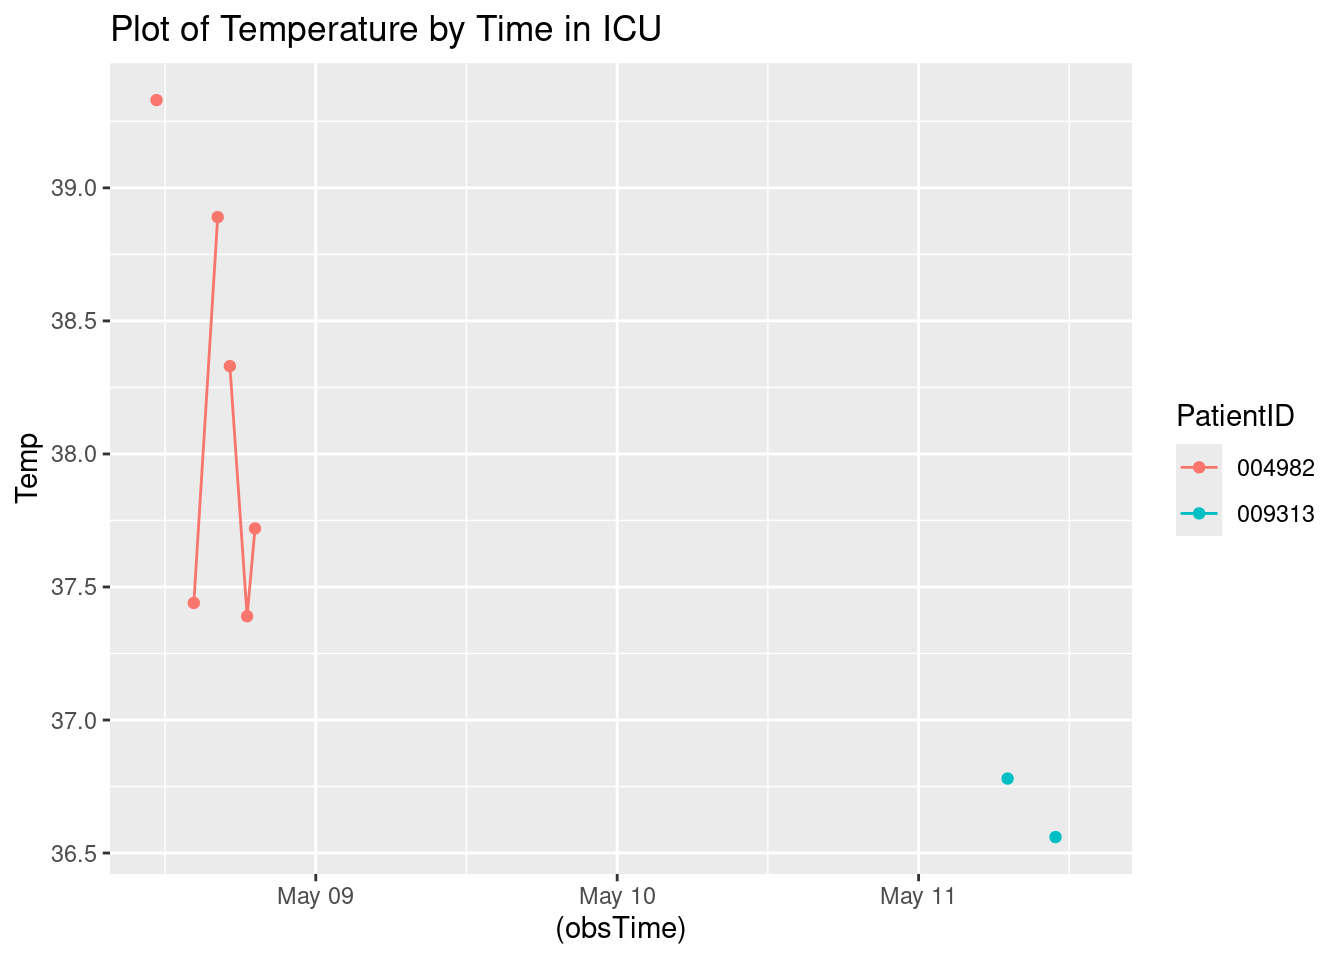 Plot of Temperature by Time in ICU
39.0
38.5
38.0
37.5
37.0
36.5
Temp
May 09
May 10
May 11
(obsTime)
PatientID
004982
009313